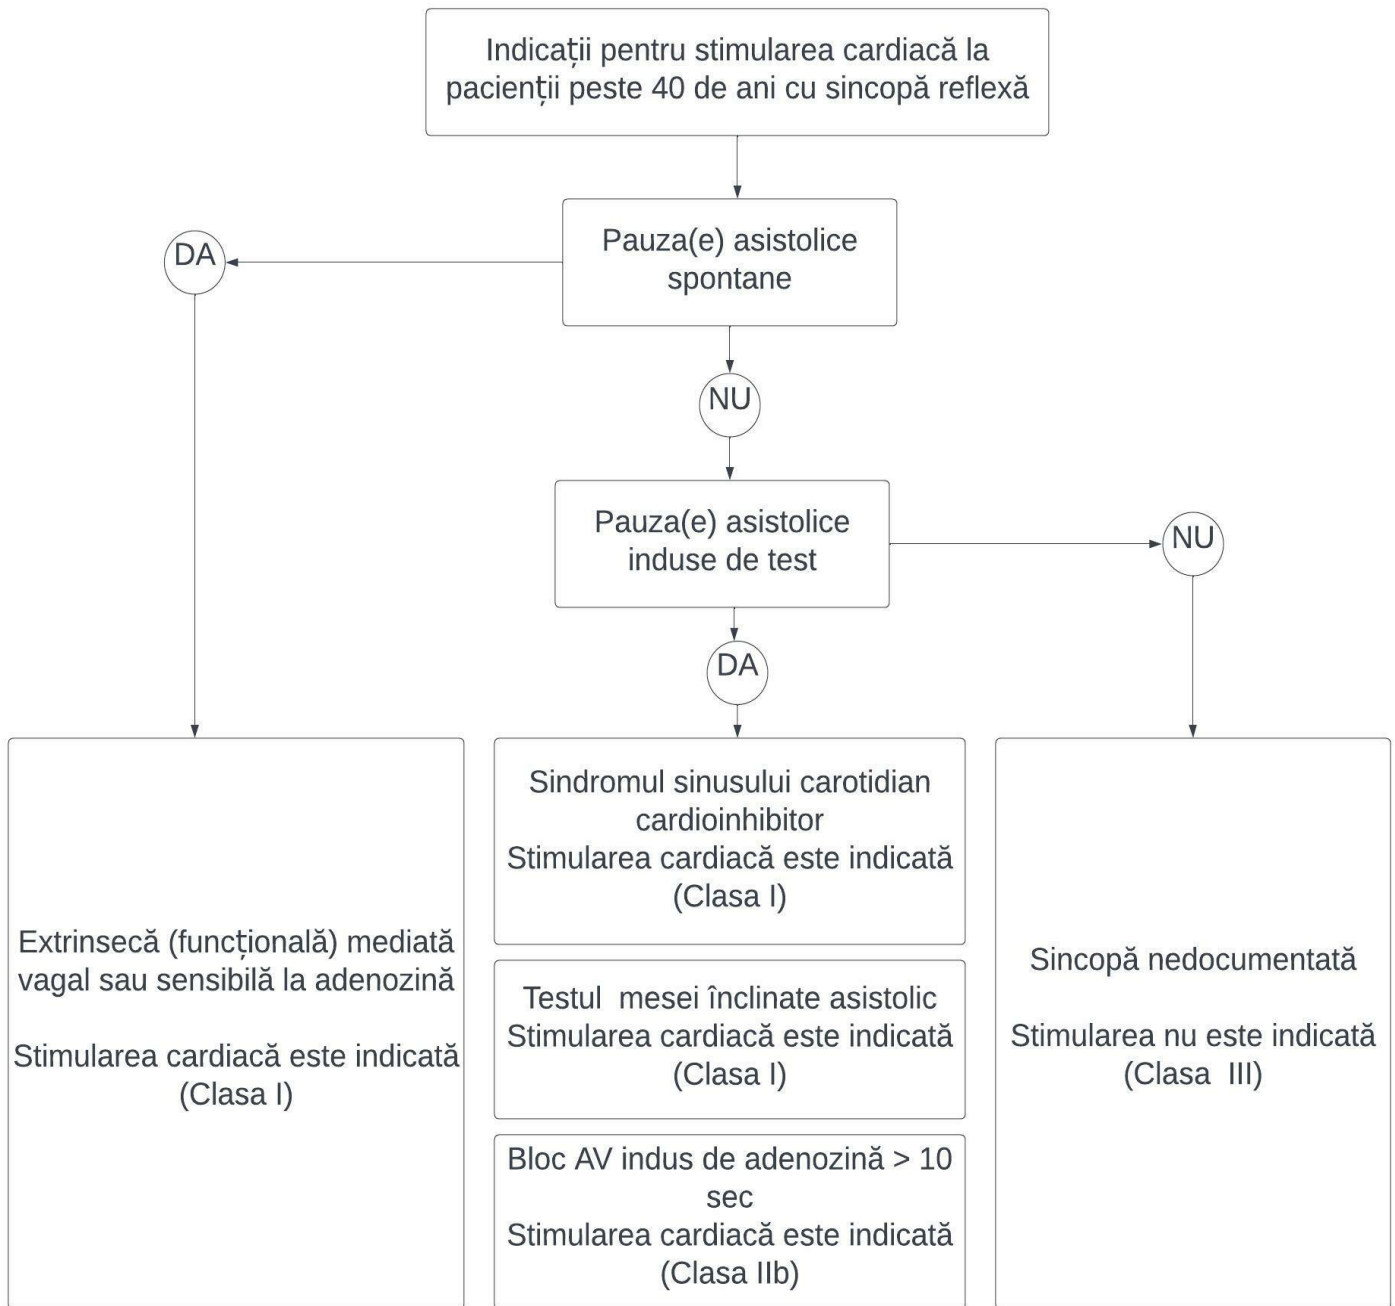 Indicații pentru stimularea cardiacă la
pacienții peste 40 de ani cu sincopă reflexă
Pauza(e) asistolice
spontane
DA
NU
Pauza(e) asistolice
induse de test
NU
DA
Extrinsecă (funcțională) mediată
vagal sau sensibilă la adenozină
Stimularea cardiacă este indicată
(Clasa I)
Sindromul sinusului carotidian
cardioinhibitor
Stimularea cardiacă este indicată
(Clasa I)
Testul  mesei înclinate asistolic
Stimularea cardiacă este indicată
(Clasa I)
Bloc AV indus de adenozină > 10
sec
Stimularea cardiacă este indicată
(Clasa IIb)
Sincopă nedocumentată
Stimularea nu este indicată
(Clasa  III)